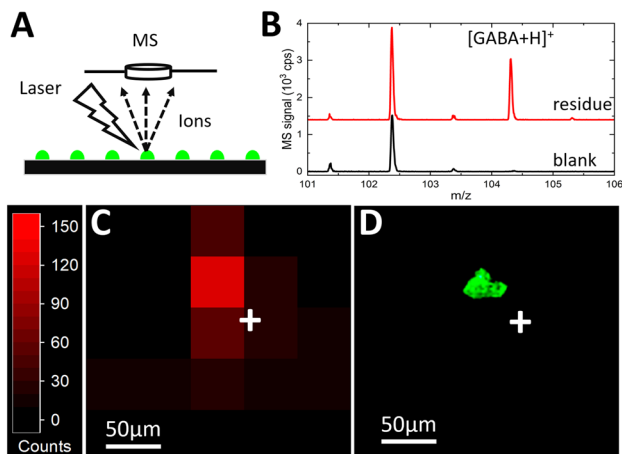 A
MS
Laser
Ions
B
[GABA+H]+
residue
blank
MS signal (10³ cps)
4
3
2
1
0
101 102 103 104 105 106
m/z
150
120
90
60
30
0
Counts
C
50µm
D
50µm